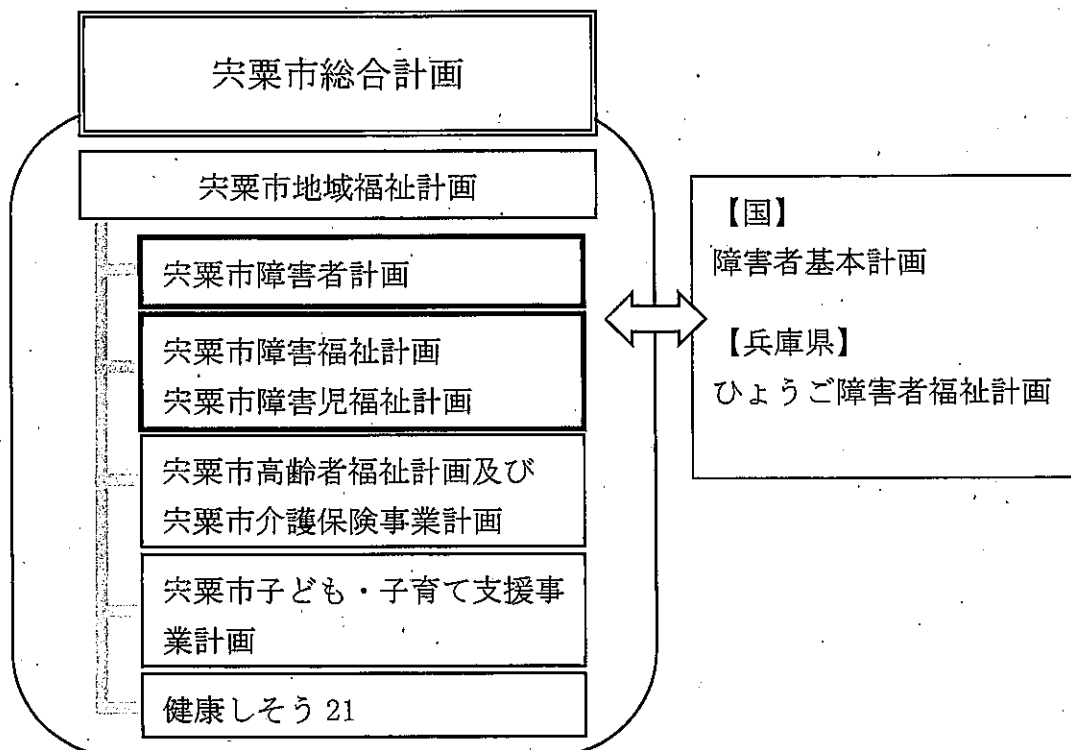 宍粟市総合計画
宍粟市地域福祉計画
宍粟市障害者計画
宍粟市障害福祉計画
宍粟市障害児福祉計画
宍粟市高齢者福祉計画及び
宍粟市介護保険事業計画
宍粟市子ども・子育て支援事
業計画
健康しそう 21
【国】
障害者基本計画
【兵庫県】
ひょうご障害者福祉計画